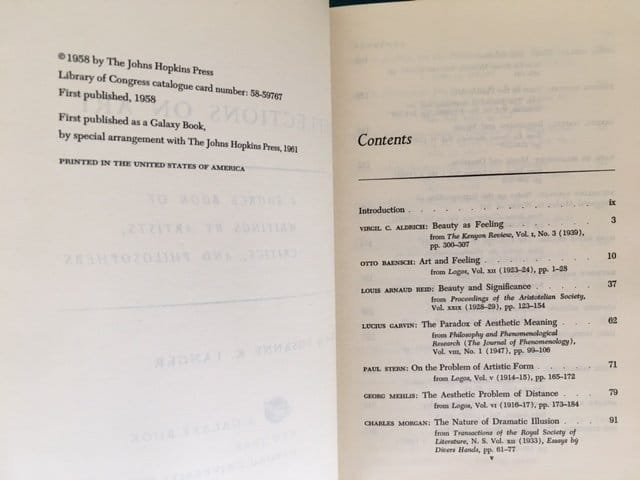 © 1958 by The Johns Hopkins Press
Library of Congress catalogue card number: 58-59767
First published, 1958
First published as a Galaxy Book,
by special arrangement with The Johns Hopkins Press, 1961
PRINTED IN THE UNITED STATES OF AMERICA
Contents
Introduction . . . . . . . . . . . . . . ix
VIRGIL C. ALDRICH: Beauty as Feeling . . . . . . 3
from The Kenyon Review, Vol. I, No. 3 (1939),
pp. 300-307
OTTO BAENSCH: Art and Feeling . . . . . . . 10
from Logos, Vol. XII (1923-24), pp. 1-28
LOUIS ARNAUD REID: Beauty and Significance . . . . 37
from Proceedings of the Aristotelian Society,
Vol. XXIX (1928-29), pp. 123-154
LUCIUS GARVIN: The Paradox of Aesthetic Meaning . . . 62
from Philosophy and Phenomenological
Research (The Journal of Phenomenology),
Vol. VIII, No. 1 (1947), pp. 99-106
PAUL STERN: On the Problem of Artistic Form . . . . 71
from Logos, Vol. V (1914-15), pp. 165-172
GEORG MEHLIS: The Aesthetic Problem of Distance . . . 79
from Logos, Vol. VI (1916-17), pp. 173-184
CHARLES MORGAN: The Nature of Dramatic Illusion . . . 91
from Transactions of the Royal Society of
Literature, N. S. Vol. XII (1933), Essays by
Divers Hands, pp. 61-77
v